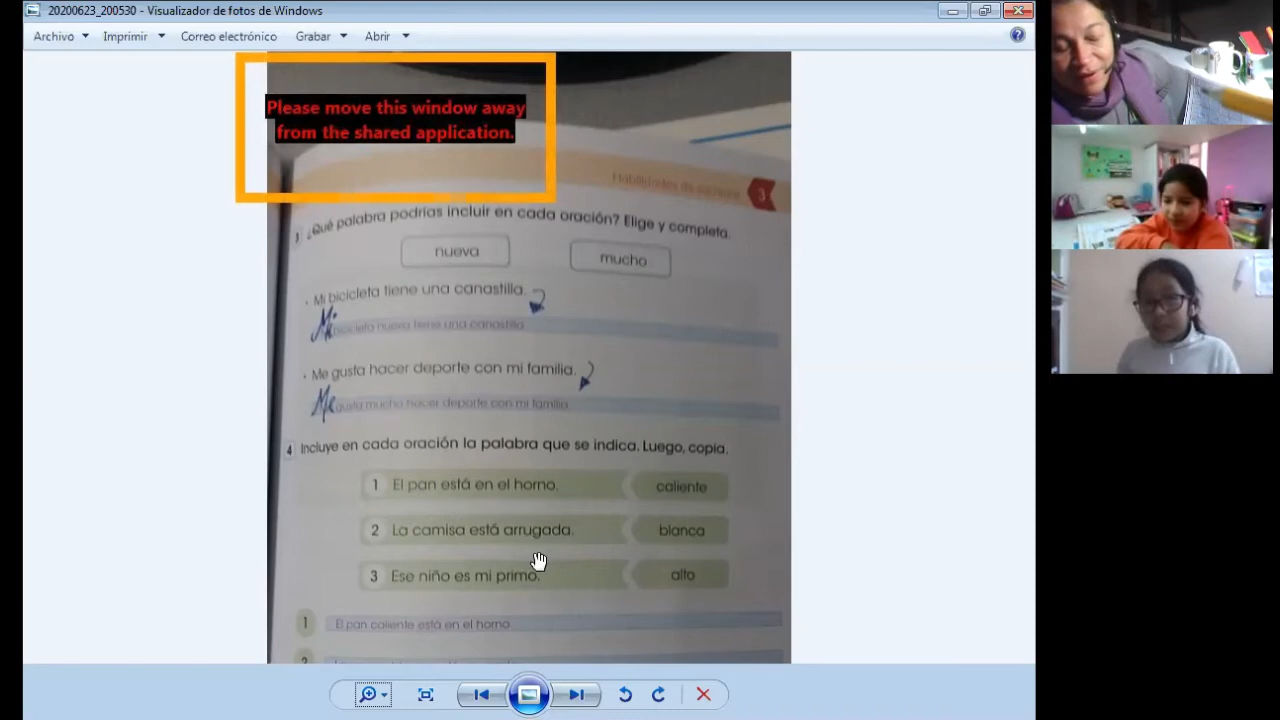 20200623_200530 - Visualizador de fotos de Windows
Archivo Imprimir Correo electrónico Grabar Abrir
Please move this window away
from the shared application.
Habilidades de escritura 3
3 ¿Qué palabra podrías incluir en cada oración? Elige y completa.
nueva mucho
• Mi bicicleta tiene una canastilla.
Mi bicicleta nueva tiene una canastilla.
• Me gusta hacer deporte con mi familia.
Me gusta mucho hacer deporte con mi familia.
4 Incluye en cada oración la palabra que se indica. Luego, copia.
1 El pan está en el horno. caliente
2 La camisa está arrugada. blanca
3 Ese niño es mi primo. alto
1 El pan caliente está en el horno.
2